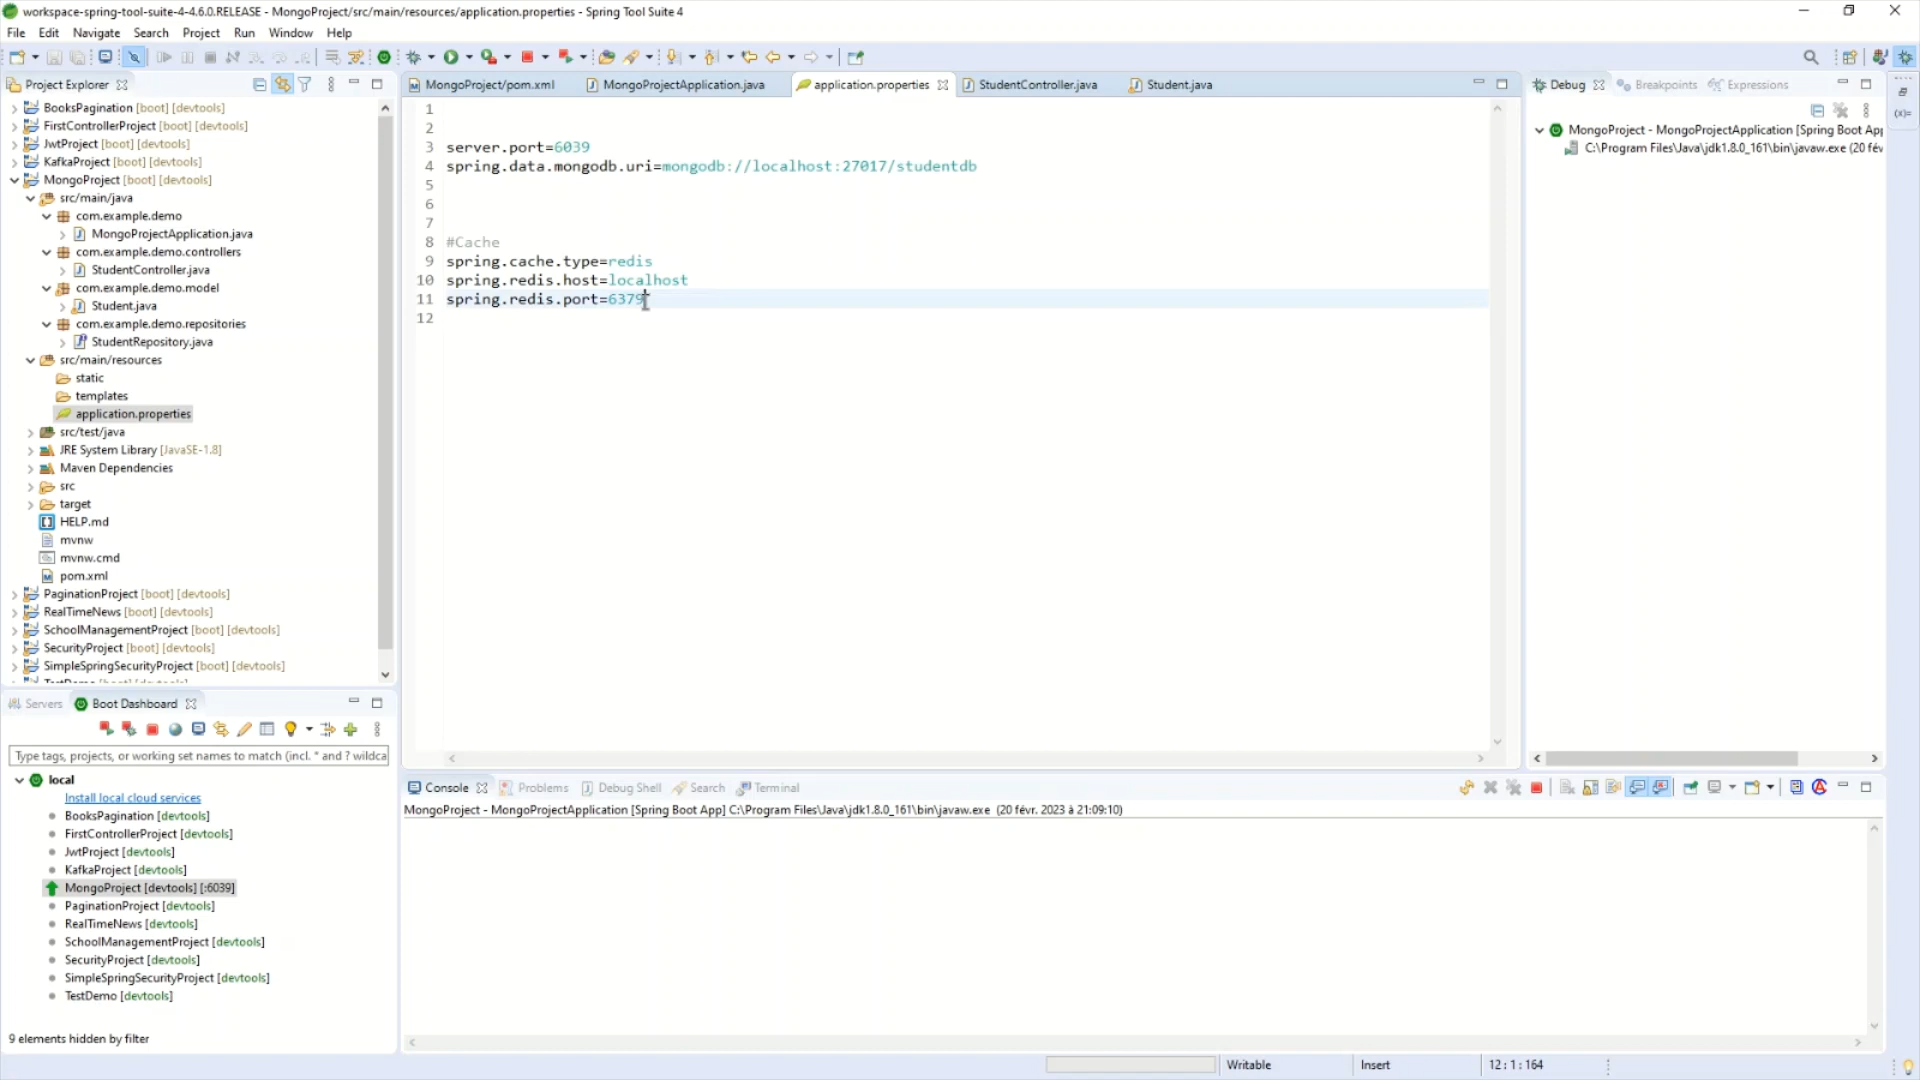 workspace-spring-tool-suite-4-4.6.0.RELEASE - MongoProject/src/main/resources/application.properties - Spring Tool Suite 4
File Edit Navigate Search Project Run Window Help
Project Explorer
MongoProject/pom.xml
MongoProjectApplication.java
application.properties
StudentController.java
Student.java
Debug
Breakpoints
Expressions
BooksPagination [boot] [devtools]
FirstControllerProject [boot] [devtools]
JwtProject [boot] [devtools]
KafkaProject [boot] [devtools]
MongoProject [boot] [devtools]
src/main/java
com.example.demo
MongoProjectApplication.java
com.example.demo.controllers
StudentController.java
com.example.demo.model
Student.java
com.example.demo.repositories
StudentRepository.java
src/main/resources
static
templates
application.properties
src/test/java
JRE System Library [JavaSE-1.8]
Maven Dependencies
src
target
HELP.md
mvnw
mvnw.cmd
pom.xml
PaginationProject [boot] [devtools]
RealTimeNews [boot] [devtools]
SchoolManagementProject [boot] [devtools]
SecurityProject [boot] [devtools]
SimpleSpringSecurityProject [boot] [devtools]
1
2
3 server.port=6039
4 spring.data.mongodb.uri=mongodb://localhost:27017/studentdb
5
6
7
8 #Cache
9 spring.cache.type=redis
10 spring.redis.host=localhost
11 spring.redis.port=6379
12
MongoProject - MongoProjectApplication [Spring Boot App
C:\Program Files\Java\jdk1.8.0_161\bin\javaw.exe (20 fév
Servers
Boot Dashboard
Type tags, projects, or working set names to match (incl. * and ? wildca
local
Install local cloud services
BooksPagination [devtools]
FirstControllerProject [devtools]
JwtProject [devtools]
KafkaProject [devtools]
MongoProject [devtools] [:6039]
PaginationProject [devtools]
RealTimeNews [devtools]
SchoolManagementProject [devtools]
SecurityProject [devtools]
SimpleSpringSecurityProject [devtools]
TestDemo [devtools]
9 elements hidden by filter
Console
Problems
Debug Shell
Search
Terminal
MongoProject - MongoProjectApplication [Spring Boot App] C:\Program Files\Java\jdk1.8.0_161\bin\javaw.exe (20 févr. 2023 à 21:09:10)
Writable
Insert
12 : 1 : 164